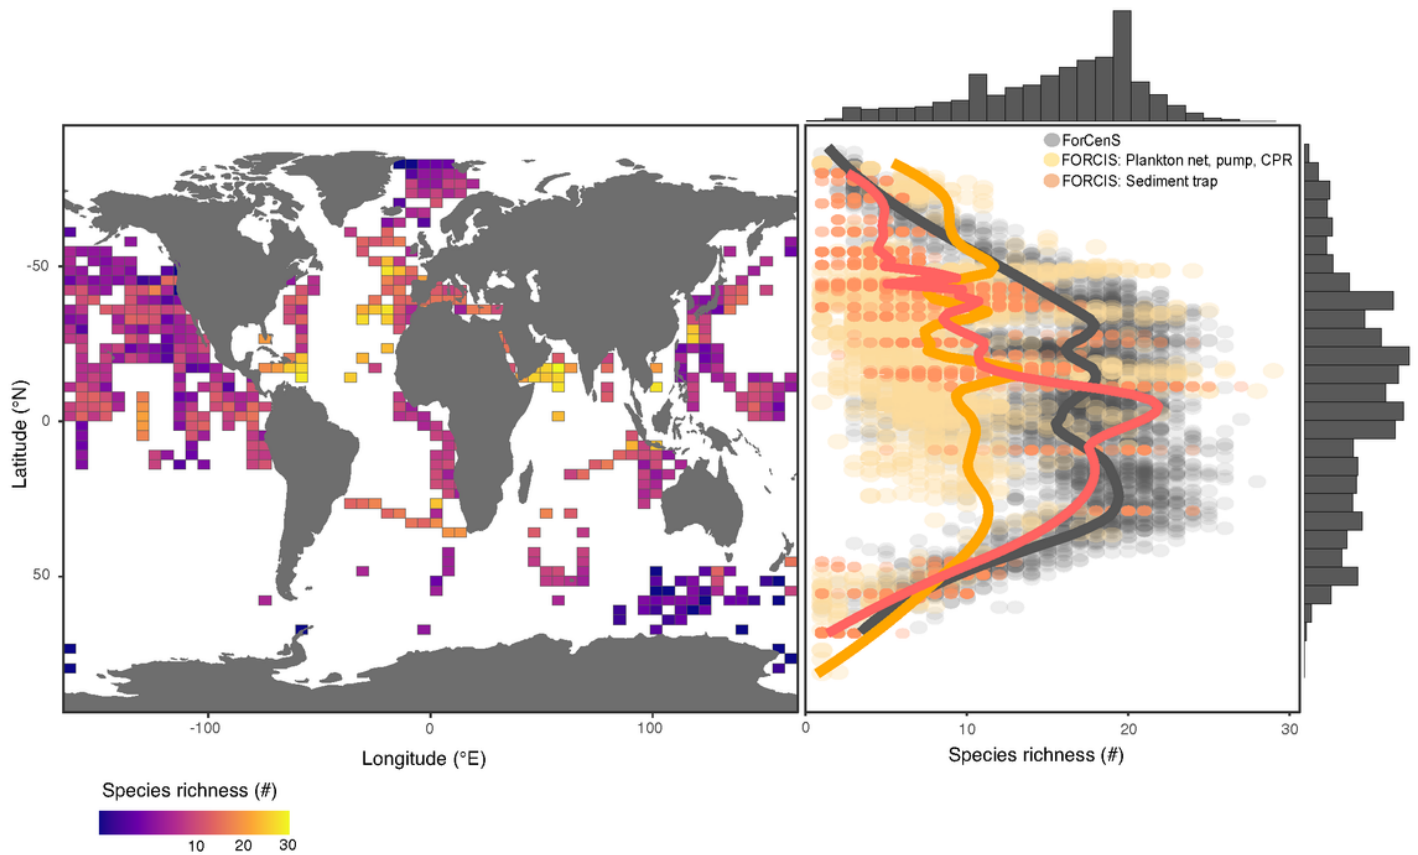 ForCenS
FORCIS: Plankton net, pump, CPR
FORCIS: Sediment trap
-50
0
50
Latitude (°N)
-100
0
100
0
10
20
30
Longitude (°E)
Species richness (#)
Species richness (#)
10
20
30